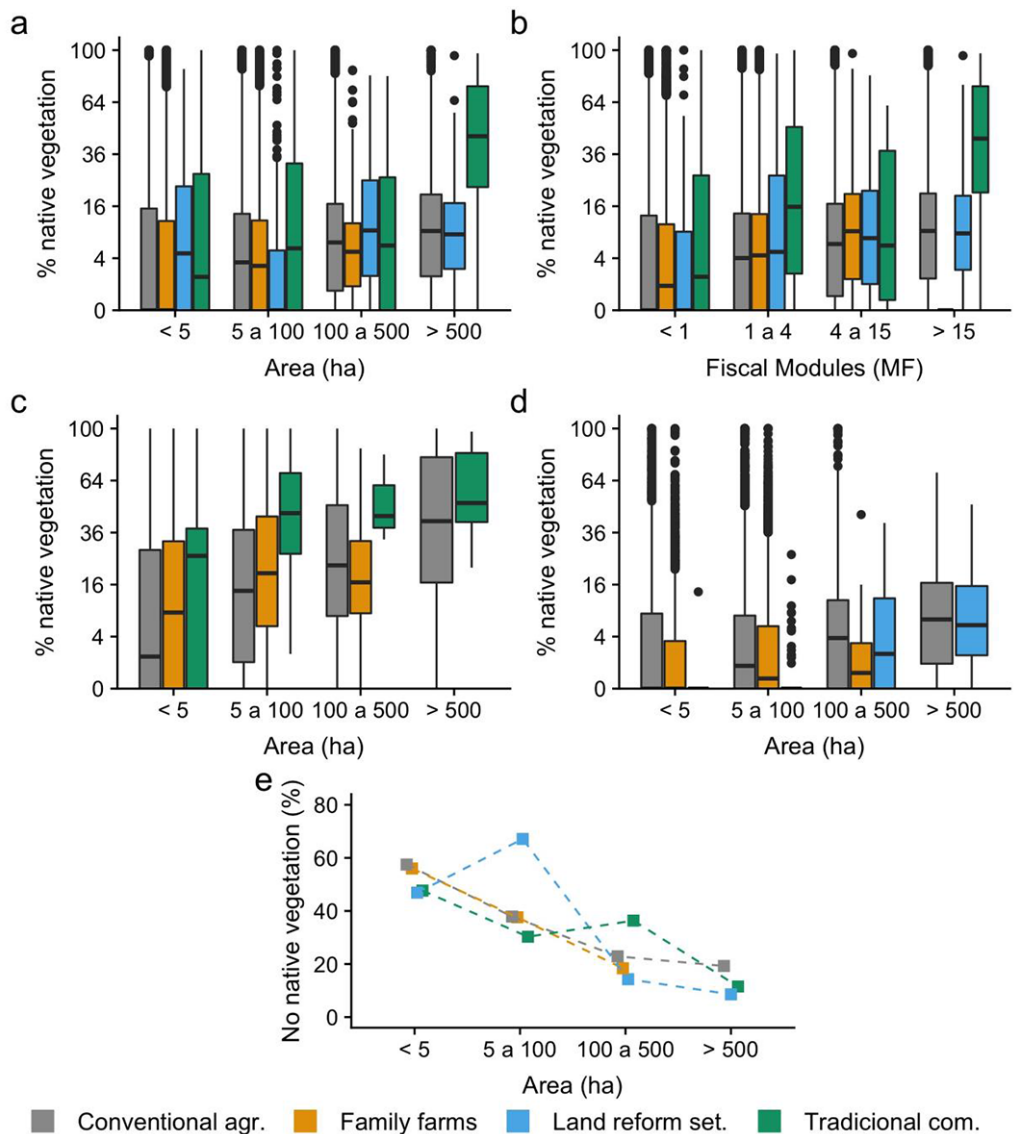 a
% native vegetation
100
64
36
16
4
0
< 5
5 a 100
100 a 500
> 500
Area (ha)
b
% native vegetation
100
64
36
16
4
0
< 1
1 a 4
4 a 15
> 15
Fiscal Modules (MF)
c
% native vegetation
100
64
36
16
4
0
< 5
5 a 100
100 a 500
> 500
Area (ha)
d
% native vegetation
100
64
36
16
4
0
< 5
5 a 100
100 a 500
> 500
Area (ha)
e
No native vegetation (%)
80
60
40
20
0
< 5
5 a 100
100 a 500
> 500
Area (ha)
Conventional agr.
Family farms
Land reform set.
Tradicional com.